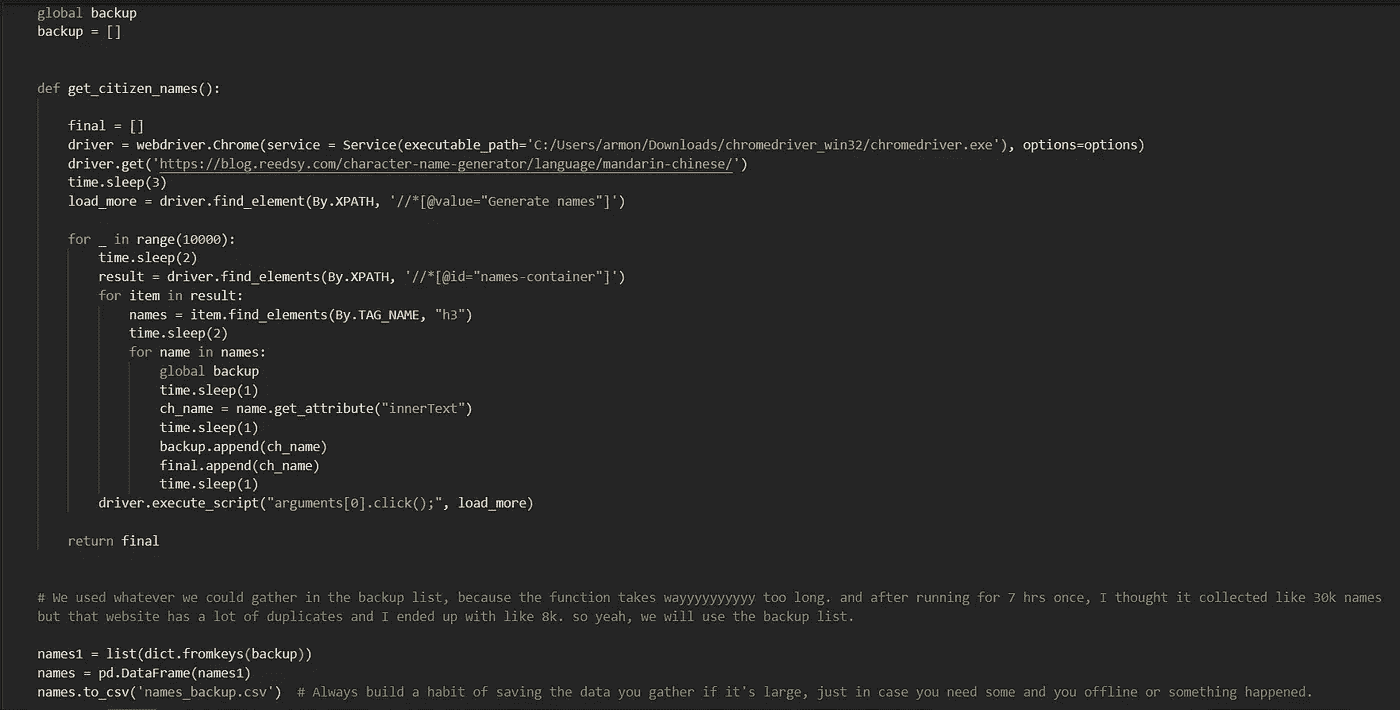 global backup
backup = []
def get_citizen_names():
final = []
driver = webdriver.Chrome(service = Service(executable_path='C:/Users/armon/Downloads/chromedriver_win32/chromedriver.exe'), options=options)
driver.get('https://blog.reedsy.com/character-name-generator/language/mandarin-chinese/')
time.sleep(3)
load_more = driver.find_element(By.XPATH, '//*[@value="Generate names"]')
for _ in range(10000):
time.sleep(2)
result = driver.find_elements(By.XPATH, '//*[@id="names-container"]')
for item in result:
names = item.find_elements(By.TAG_NAME, "h3")
time.sleep(2)
for name in names:
global backup
time.sleep(1)
ch_name = name.get_attribute("innerText")
time.sleep(1)
backup.append(ch_name)
final.append(ch_name)
time.sleep(1)
driver.execute_script("arguments[0].click();", load_more)
return final
# We used whatever we could gather in the backup list, because the function takes wayyyyyyyyyy too long. and after running for 7 hrs once, I thought it collected like 30k names
but that website has a lot of duplicates and I ended up with like 8k. so yeah, we will use the backup list.
names1 = list(dict.fromkeys(backup))
names = pd.DataFrame(names1)
names.to_csv('names_backup.csv')  # Always build a habit of saving the data you gather if it's large, just in case you need some and you offline or something happened.